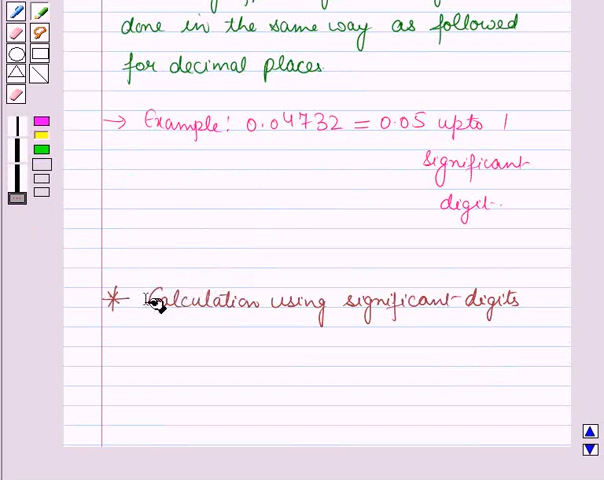 done in the same way as followed
for decimal places.
→ Example: 0.04732 = 0.05 upto 1
significant
digit.
* Calculation using significant-digits